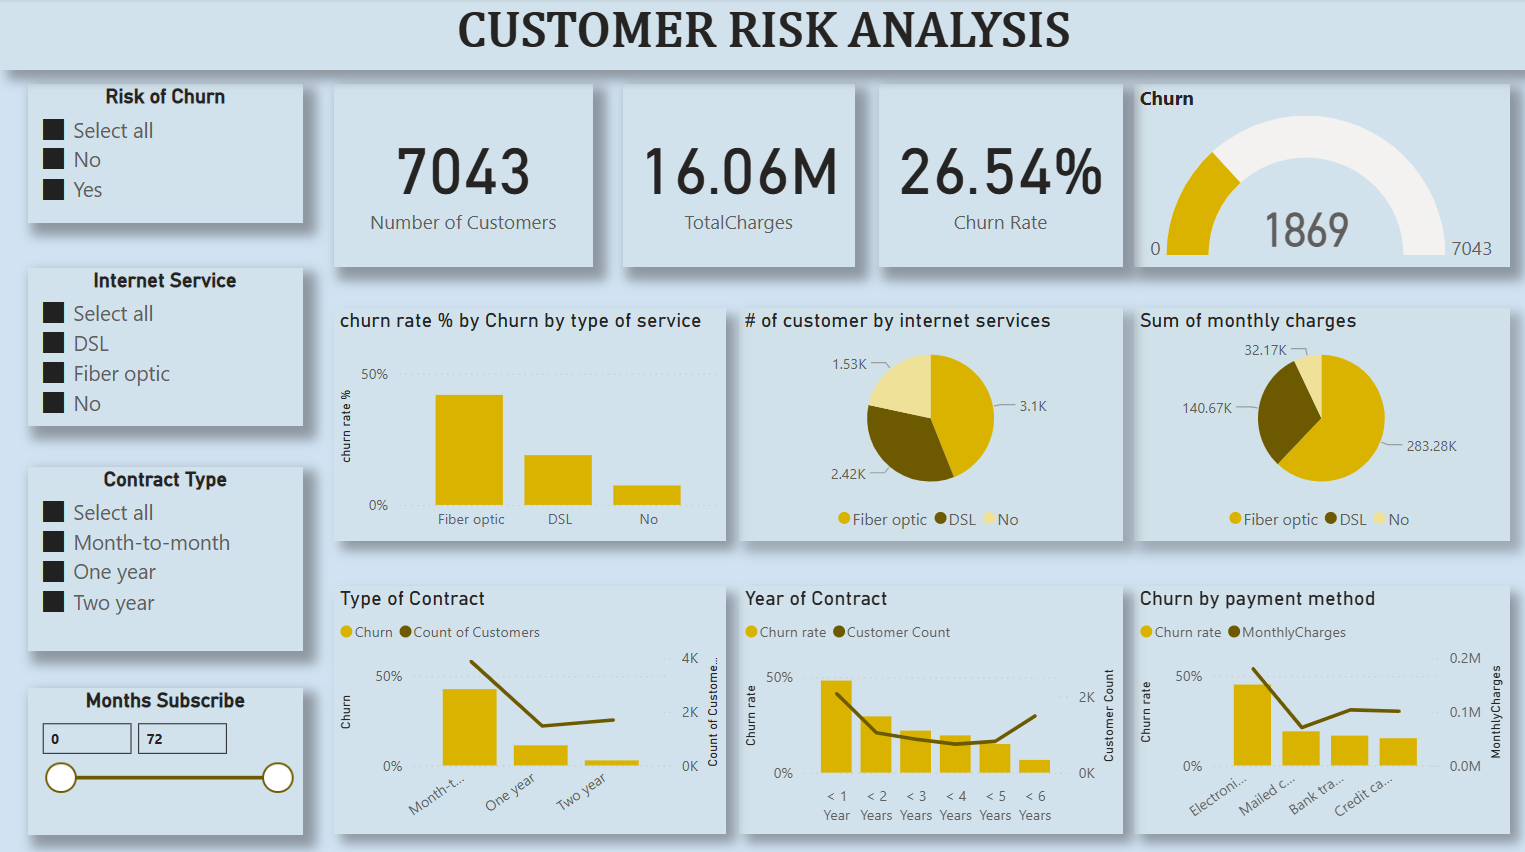 CUSTOMER RISK ANALYSIS
Risk of Churn
Select all
No
Yes
7043
Number of Customers
16.06M
TotalCharges
26.54%
Churn Rate
Churn
1869
0
7043
Internet Service
Select all
DSL
Fiber optic
No
churn rate % by Churn by type of service
churn rate %
50%
0%
Fiber optic
DSL
No
# of customer by internet services
1.53K
3.1K
2.42K
Fiber optic DSL No
Sum of monthly charges
32.17K
140.67K
283.28K
Fiber optic DSL No
Contract Type
Select all
Month-to-month
One year
Two year
Months Subscribe
0
72
Type of Contract
Churn Count of Customers
Churn
50%
0%
4K
2K
0K
Count of Custome...
Month-t...
One year
Two year
Year of Contract
Churn rate Customer Count
Churn rate
50%
0%
2K
0K
Customer Count
< 1
Year
< 2
Years
< 3
Years
< 4
Years
< 5
Years
< 6
Years
Churn by payment method
Churn rate MonthlyCharges
Churn rate
50%
0%
0.2M
0.1M
0.0M
MonthlyCharges
Electroni...
Mailed c...
Bank tra...
Credit ca...